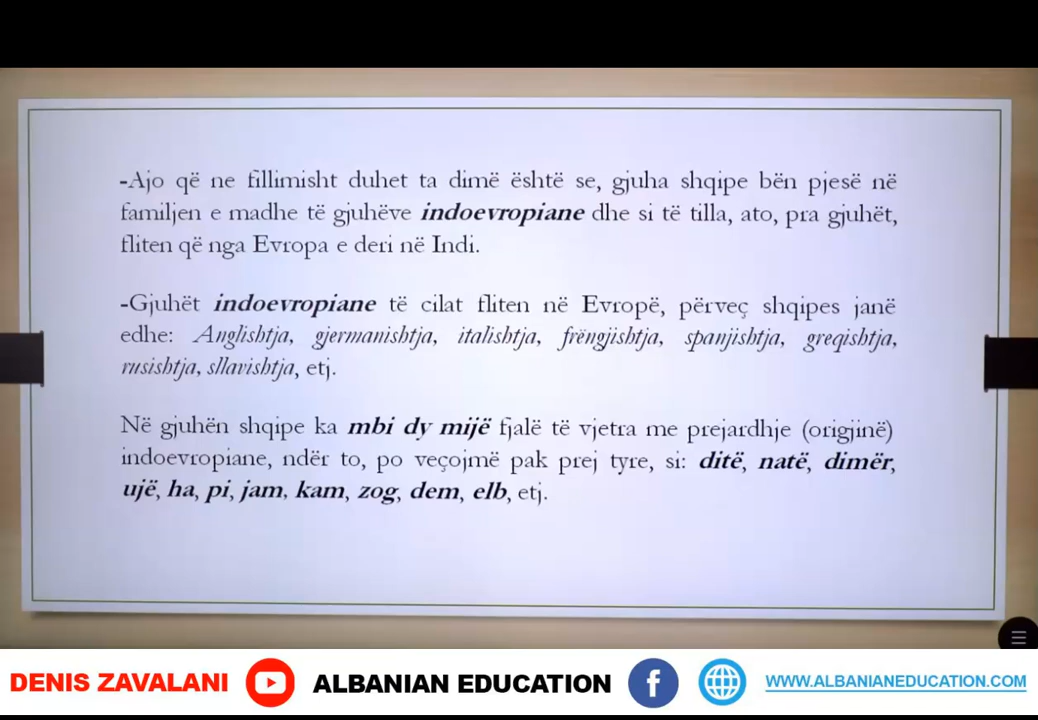 -Ajo që ne fillimisht duhet ta dimë është se, gjuha shqipe bën pjesë në
familjen e madhe të gjuhëve indoevropiane dhe si të tilla, ato, pra gjuhët,
fliten që nga Evropa e deri në Indi.
-Gjuhët indoevropiane të cilat fliten në Evropë, përveç shqipes janë
edhe: Anglishtja, gjermanishtja, italishtja, frëngjishtja, spanjishtja, greqishtja,
rusishtja, sllavishtja, etj.
Në gjuhën shqipe ka mbi dy mijë fjalë të vjetra me prejardhje (origjinë)
indoevropiane, ndër to, po veçojmë pak prej tyre, si: ditë, natë, dimër,
ujë, ha, pi, jam, kam, zog, dem, elb, etj.
DENIS ZAVALANI ALBANIAN EDUCATION WWW.ALBANIANEDUCATION.COM